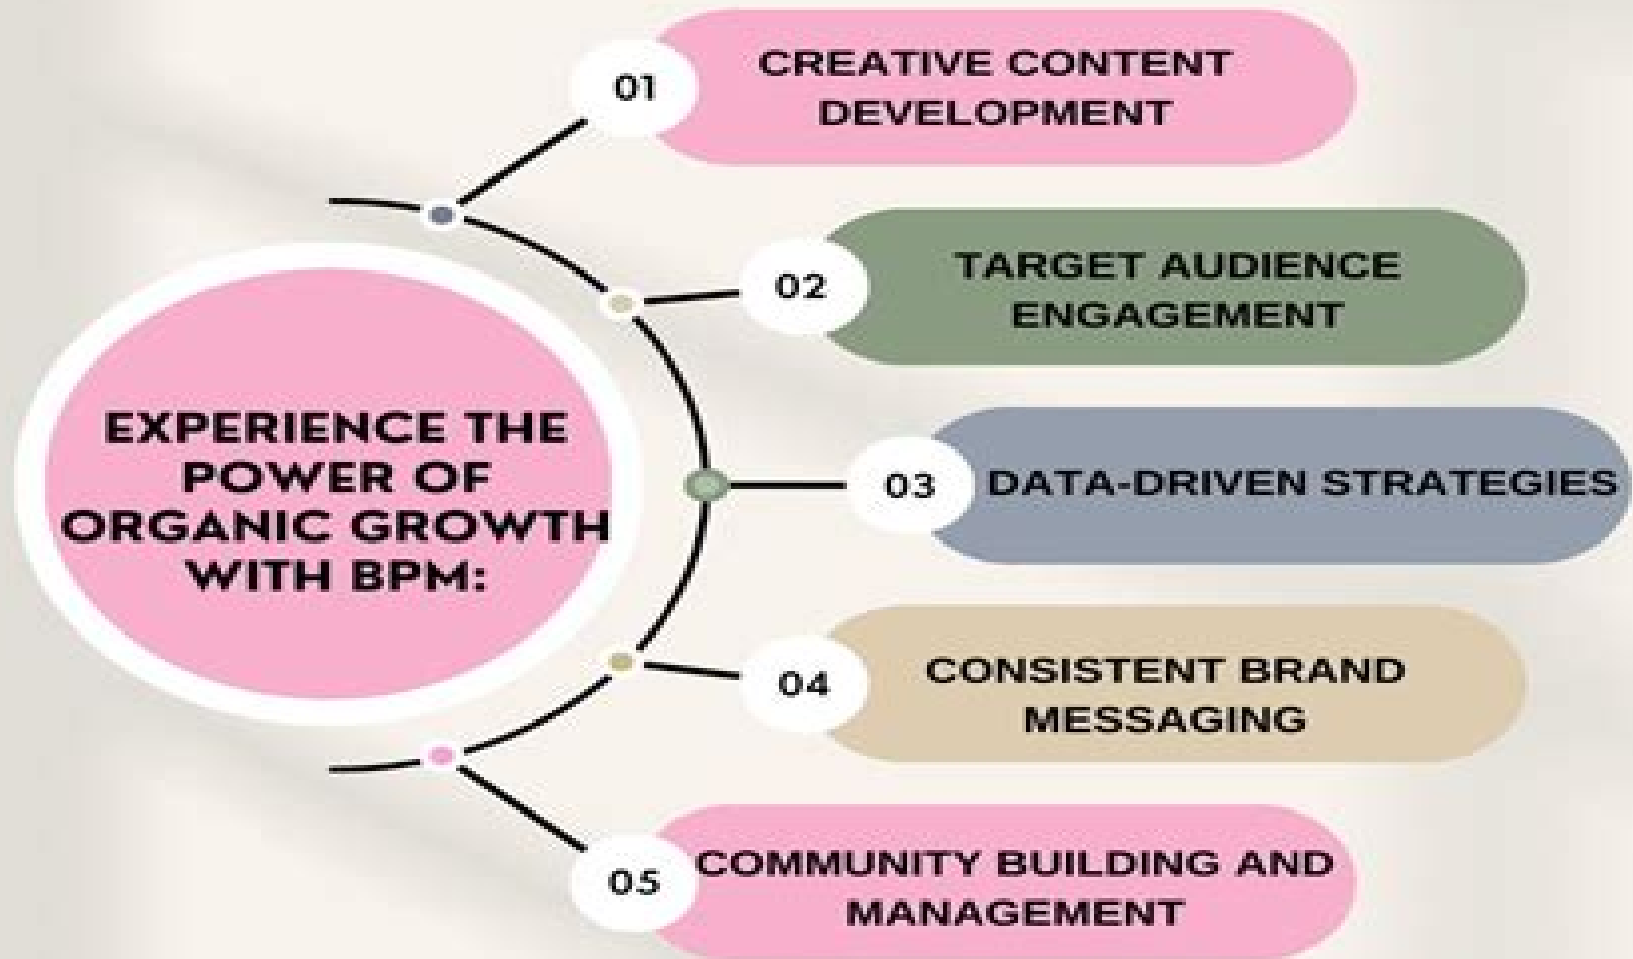 EXPERIENCE THE
POWER OF
ORGANIC GROWTH
WITH BPM:
01
CREATIVE CONTENT
DEVELOPMENT
02
TARGET AUDIENCE
ENGAGEMENT
03
DATA-DRIVEN STRATEGIES
04
CONSISTENT BRAND
MESSAGING
05
COMMUNITY BUILDING AND
MANAGEMENT